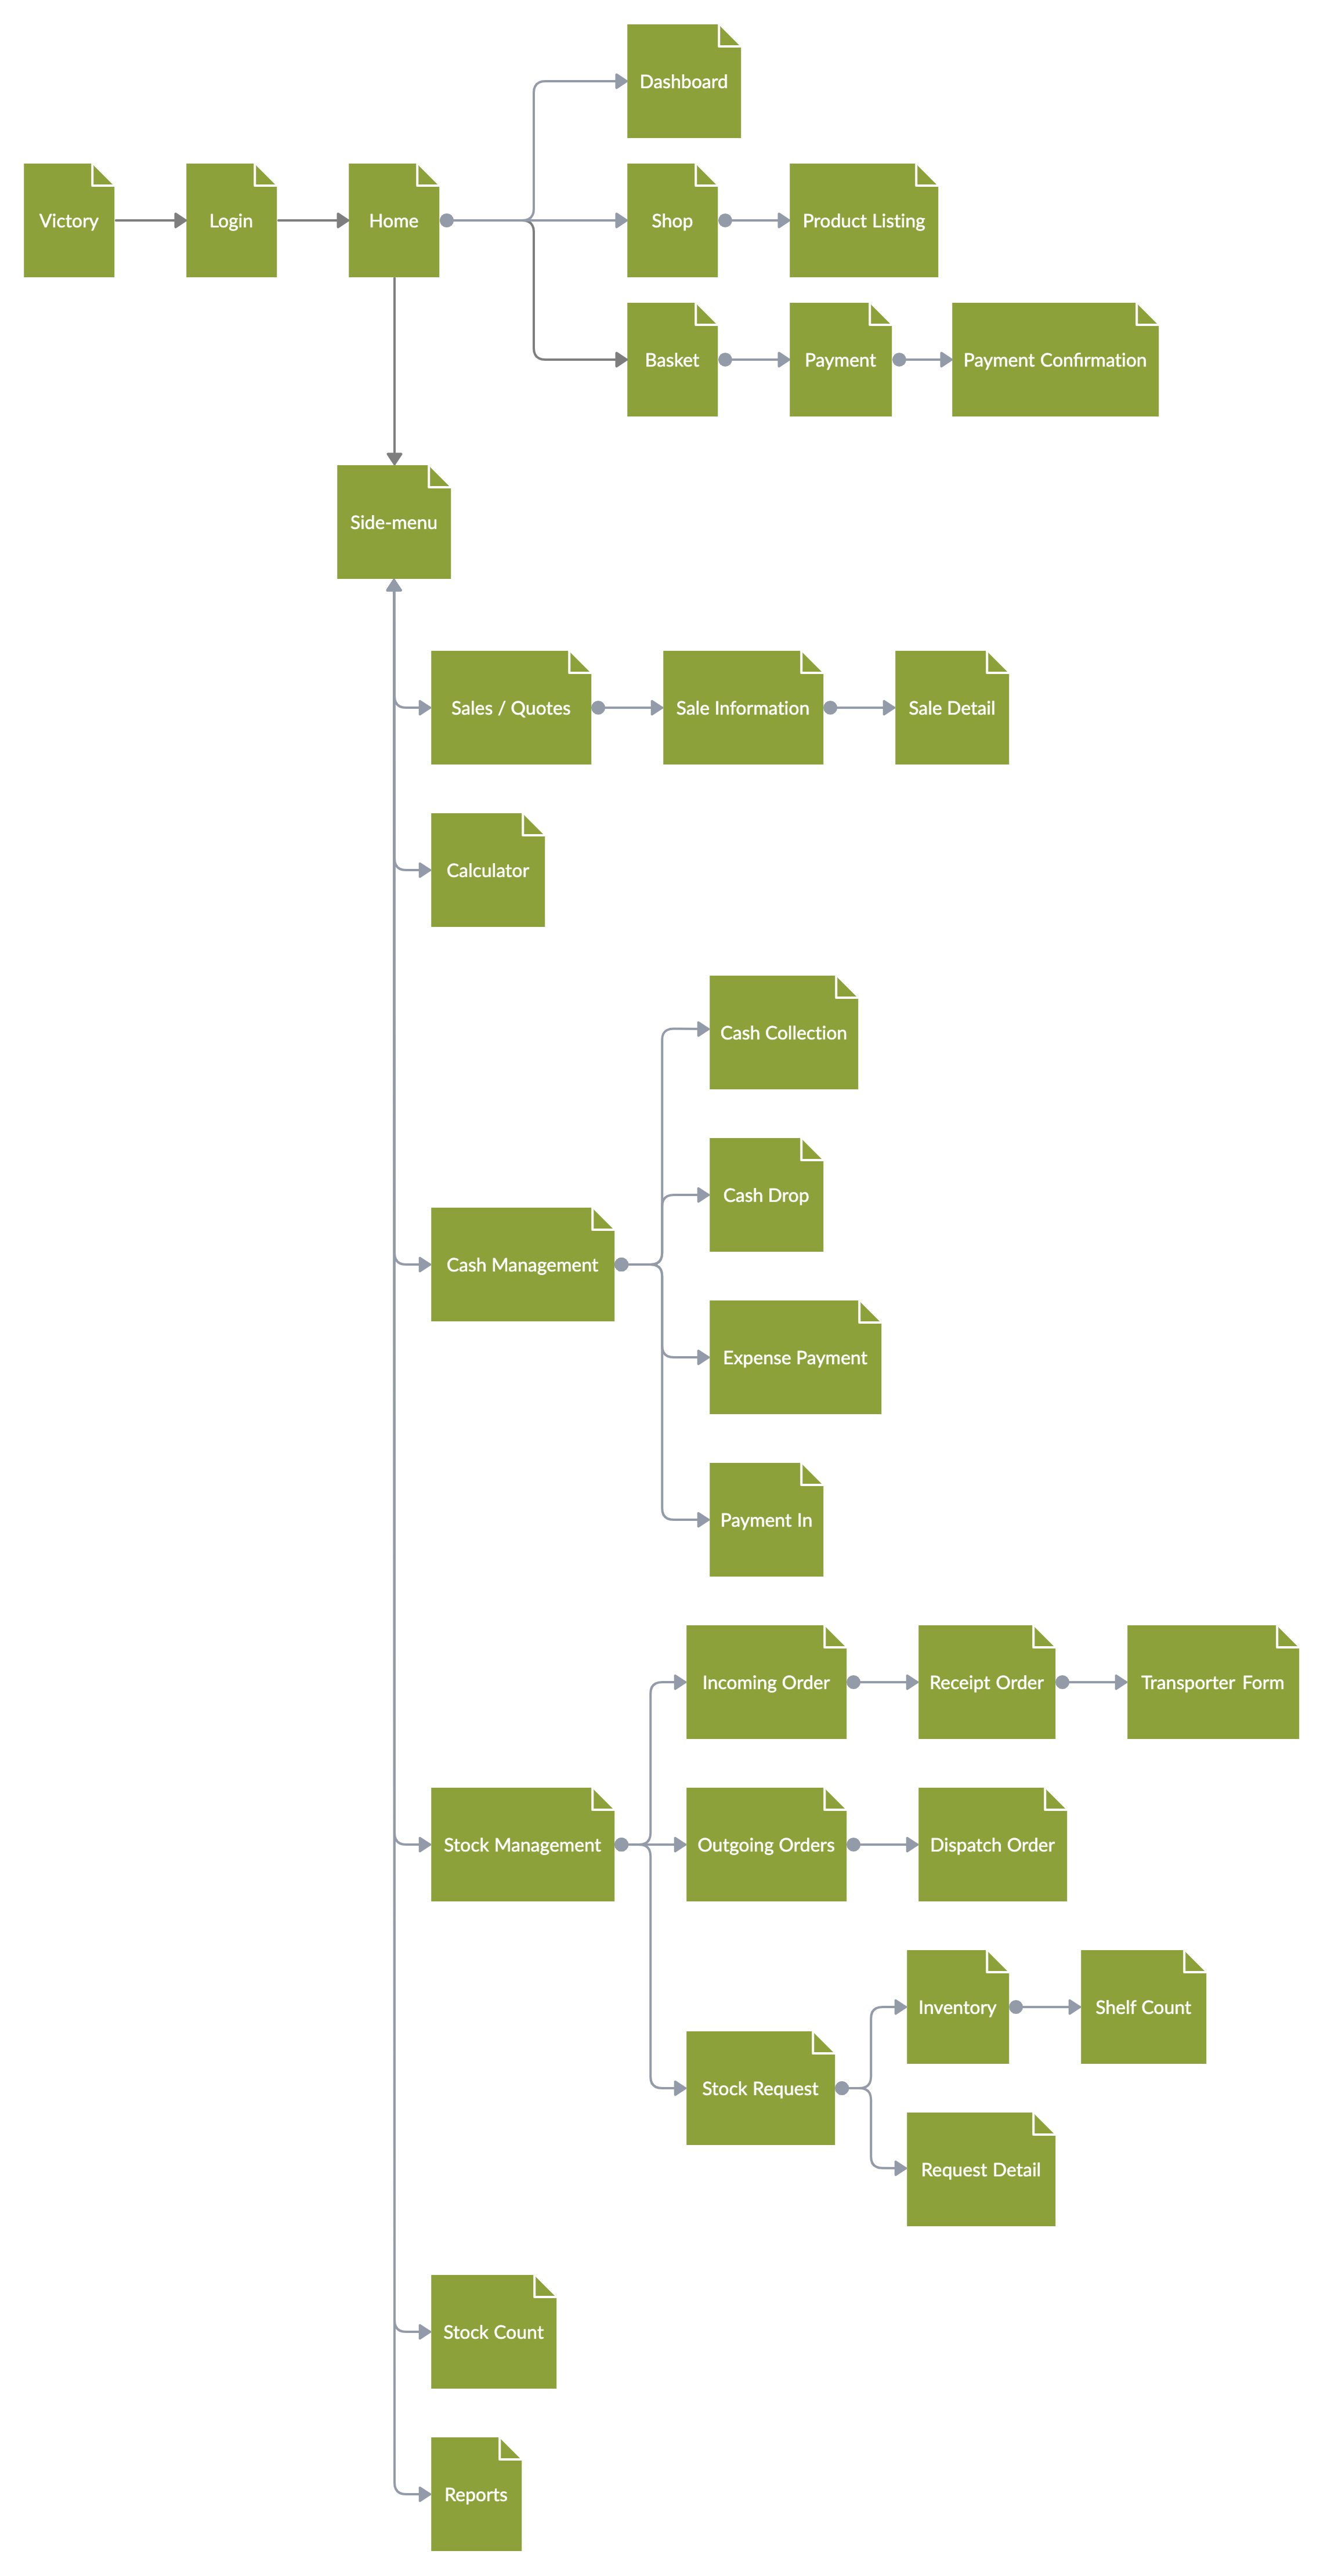 Dashboard
Victory
Login
Home
Shop
Product Listing
Basket
Payment
Payment Confirmation
Side-menu
Sales / Quotes
Sale Information
Sale Detail
Calculator
Cash Collection
Cash Drop
Cash Management
Expense Payment
Payment In
Incoming Order
Receipt Order
Transporter Form
Stock Management
Outgoing Orders
Dispatch Order
Inventory
Shelf Count
Stock Request
Request Detail
Stock Count
Reports